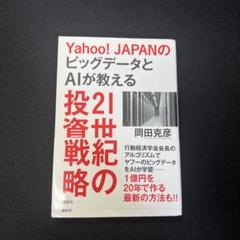 Yahoo! JAPANの
ビッグデータと
AIが教える
21世紀の
投資戦略
岡田克彦
行動経済学会会長の
アルゴリズムで
ヤフーのビッグデータ
をAIが学習――
1億円を
20年で作る
最新の方法も!!
講談社